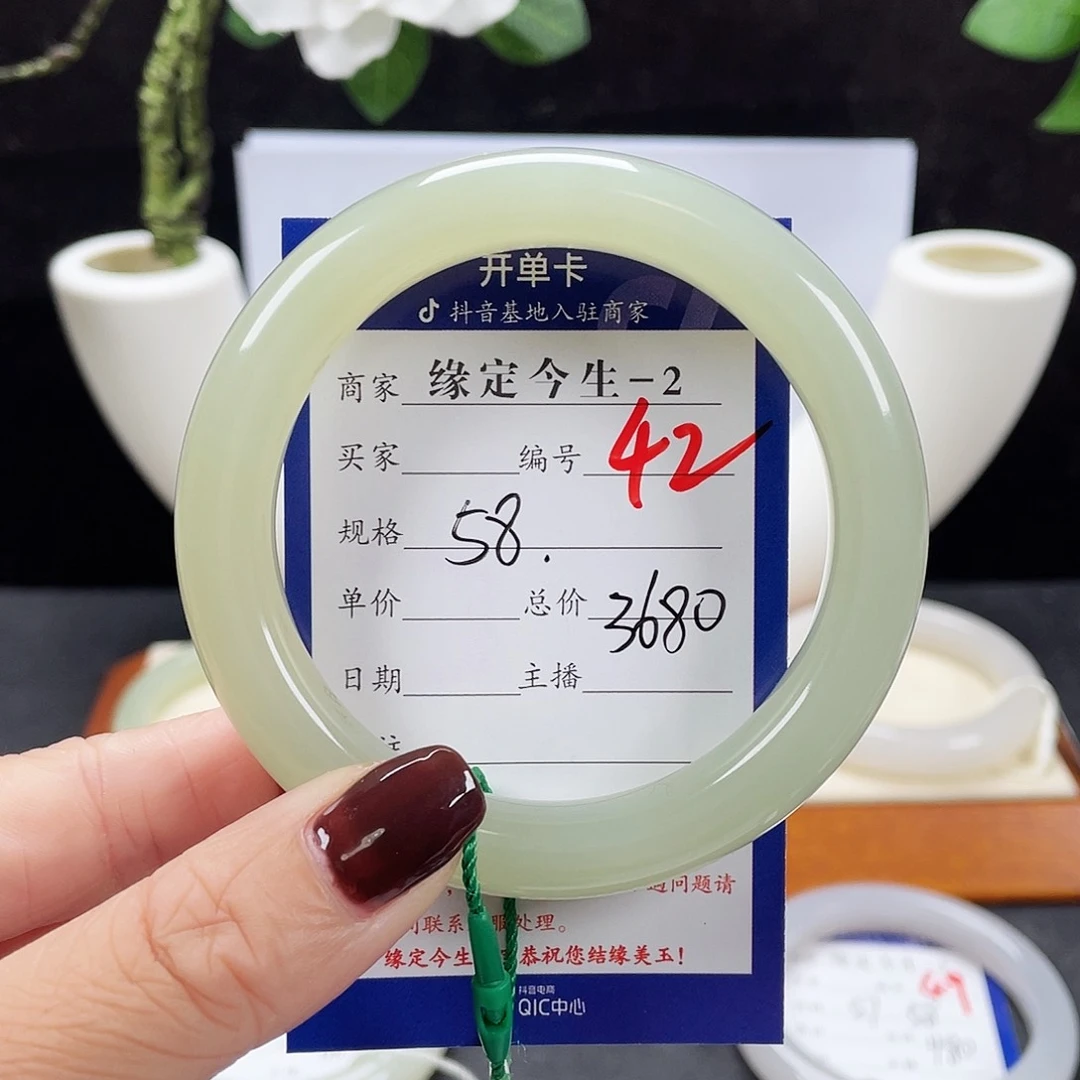 开单卡
抖音基地入驻商家
商家 缘定今生-2
买家 编号 42
规格 58.
单价 总价 3680
日期 主播
注
问题请
联系 处理。
缘定今生 恭祝您结缘美玉!
抖音电商
QIC中心
49
57